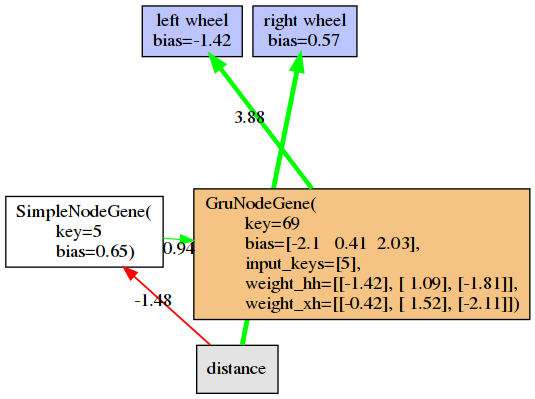 left wheel
bias=-1.42
right wheel
bias=0.57
3.88
SimpleNodeGene(
key=5
bias=0.65)
0.94
GruNodeGene(
key=69
bias=[-2.1   0.41  2.03],
input_keys=[5],
weight_hh=[[-1.42], [ 1.09], [-1.81]],
weight_xh=[[-0.42], [ 1.52], [-2.11]])
-1.48
distance